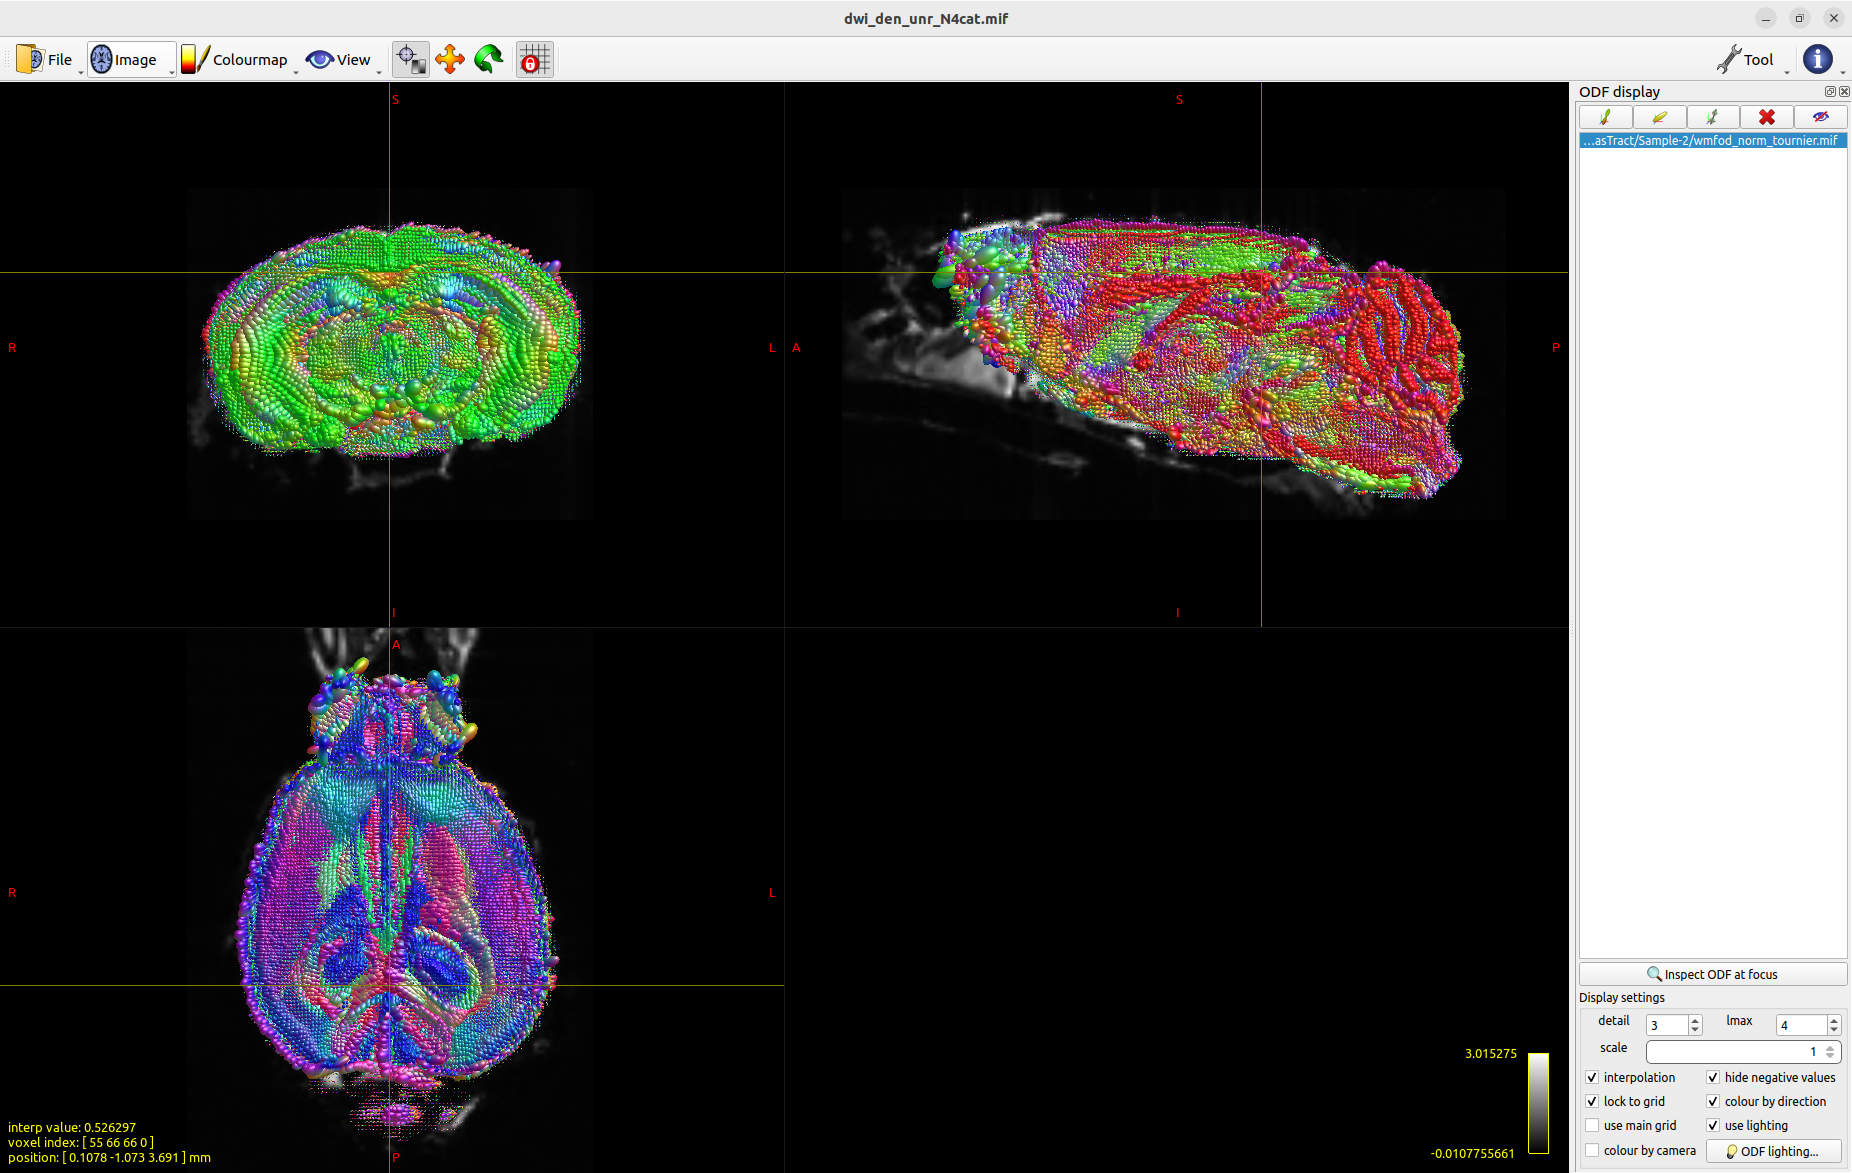 dwi_den_unr_N4cat.mif
File Image Colourmap View Tool
ODF display
...asTract/Sample-2/wmfod_norm_tournier.mif
S
R L
I
S
A P
I
A
R L
P
interp value: 0.526297
voxel index: [ 55 66 66 0 ]
position: [ 0.1078 -1.073 3.691 ] mm
3.015275
-0.0107755661
Inspect ODF at focus
Display settings
detail 3 lmax 4
scale 1
interpolation hide negative values
lock to grid colour by direction
use main grid use lighting
colour by camera ODF lighting...